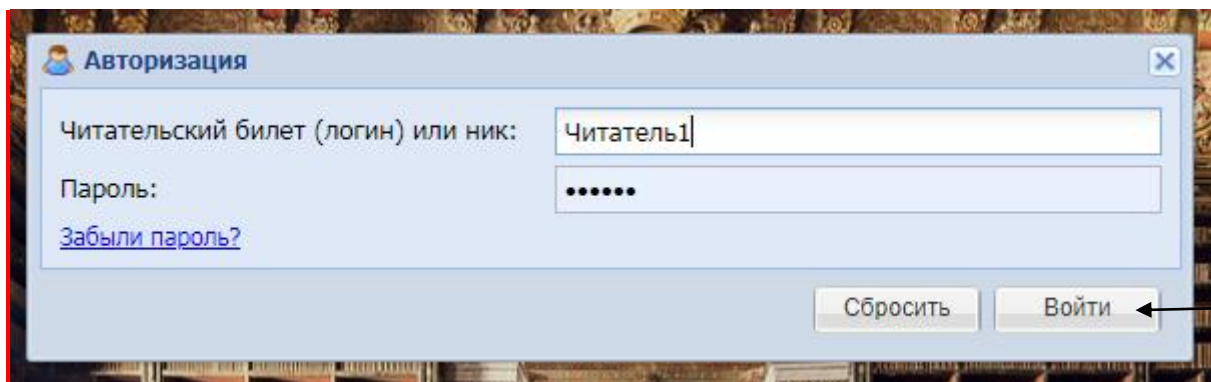 Авторизация
Читательский билет (логин) или ник: Читатель1
Пароль: ••••••
Забыли пароль?
Сбросить Войти